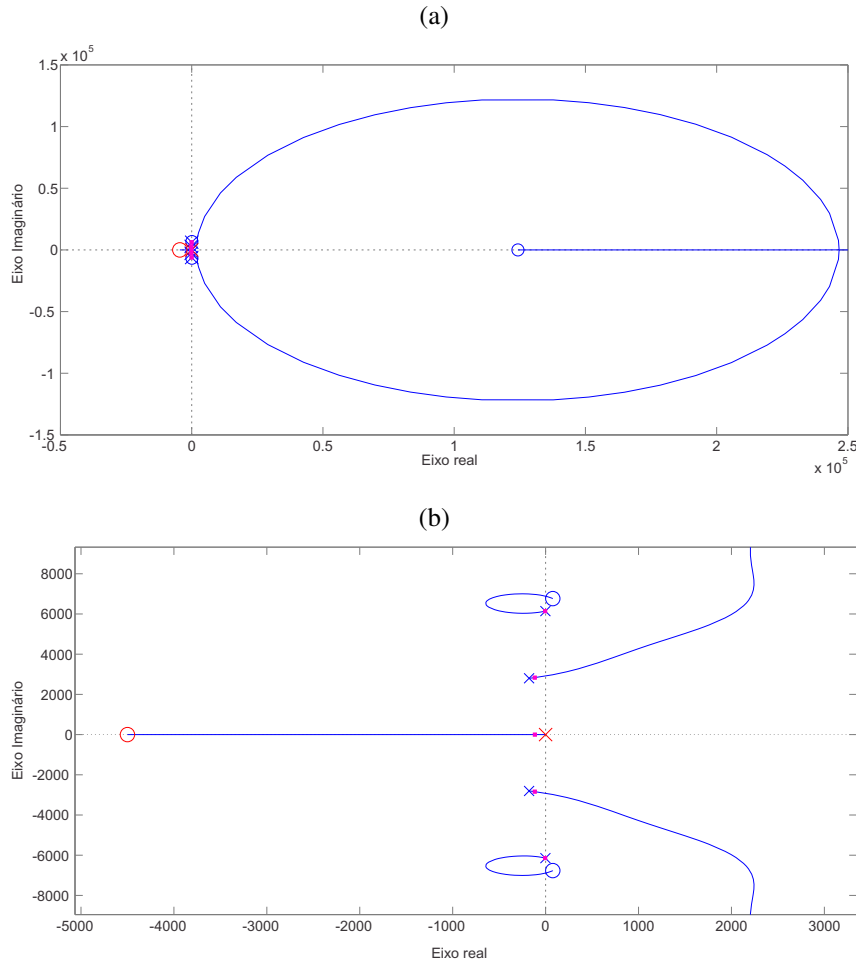 (a)
x 10^5
1.5
1
0.5
0
-0.5
-1
-1.5
Eixo Imaginário
-0.5 0 0.5 1 1.5 2 2.5
Eixo real
x 10^5
(b)
8000
6000
4000
2000
0
-2000
-4000
-6000
-8000
Eixo Imaginário
-5000 -4000 -3000 -2000 -1000 0 1000 2000 3000
Eixo real